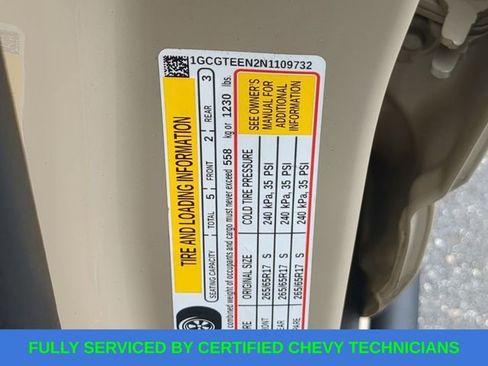 1GCGTEEN2N1109732
TIRE AND LOADING INFORMATION
SEATING CAPACITY TOTAL 5 FRONT 2 REAR 3
combined weight of occupants and cargo must never exceed 558 kg or 1230 lbs.
ORIGINAL SIZE COLD TIRE PRESSURE
265/65R17 S 240 kPa, 35 PSI
265/65R17 S 240 kPa, 35 PSI
265/65R17 S 240 kPa, 35 PSI
SEE OWNER'S
MANUAL FOR
ADDITIONAL
INFORMATION
FULLY SERVICED BY CERTIFIED CHEVY TECHNICIANS